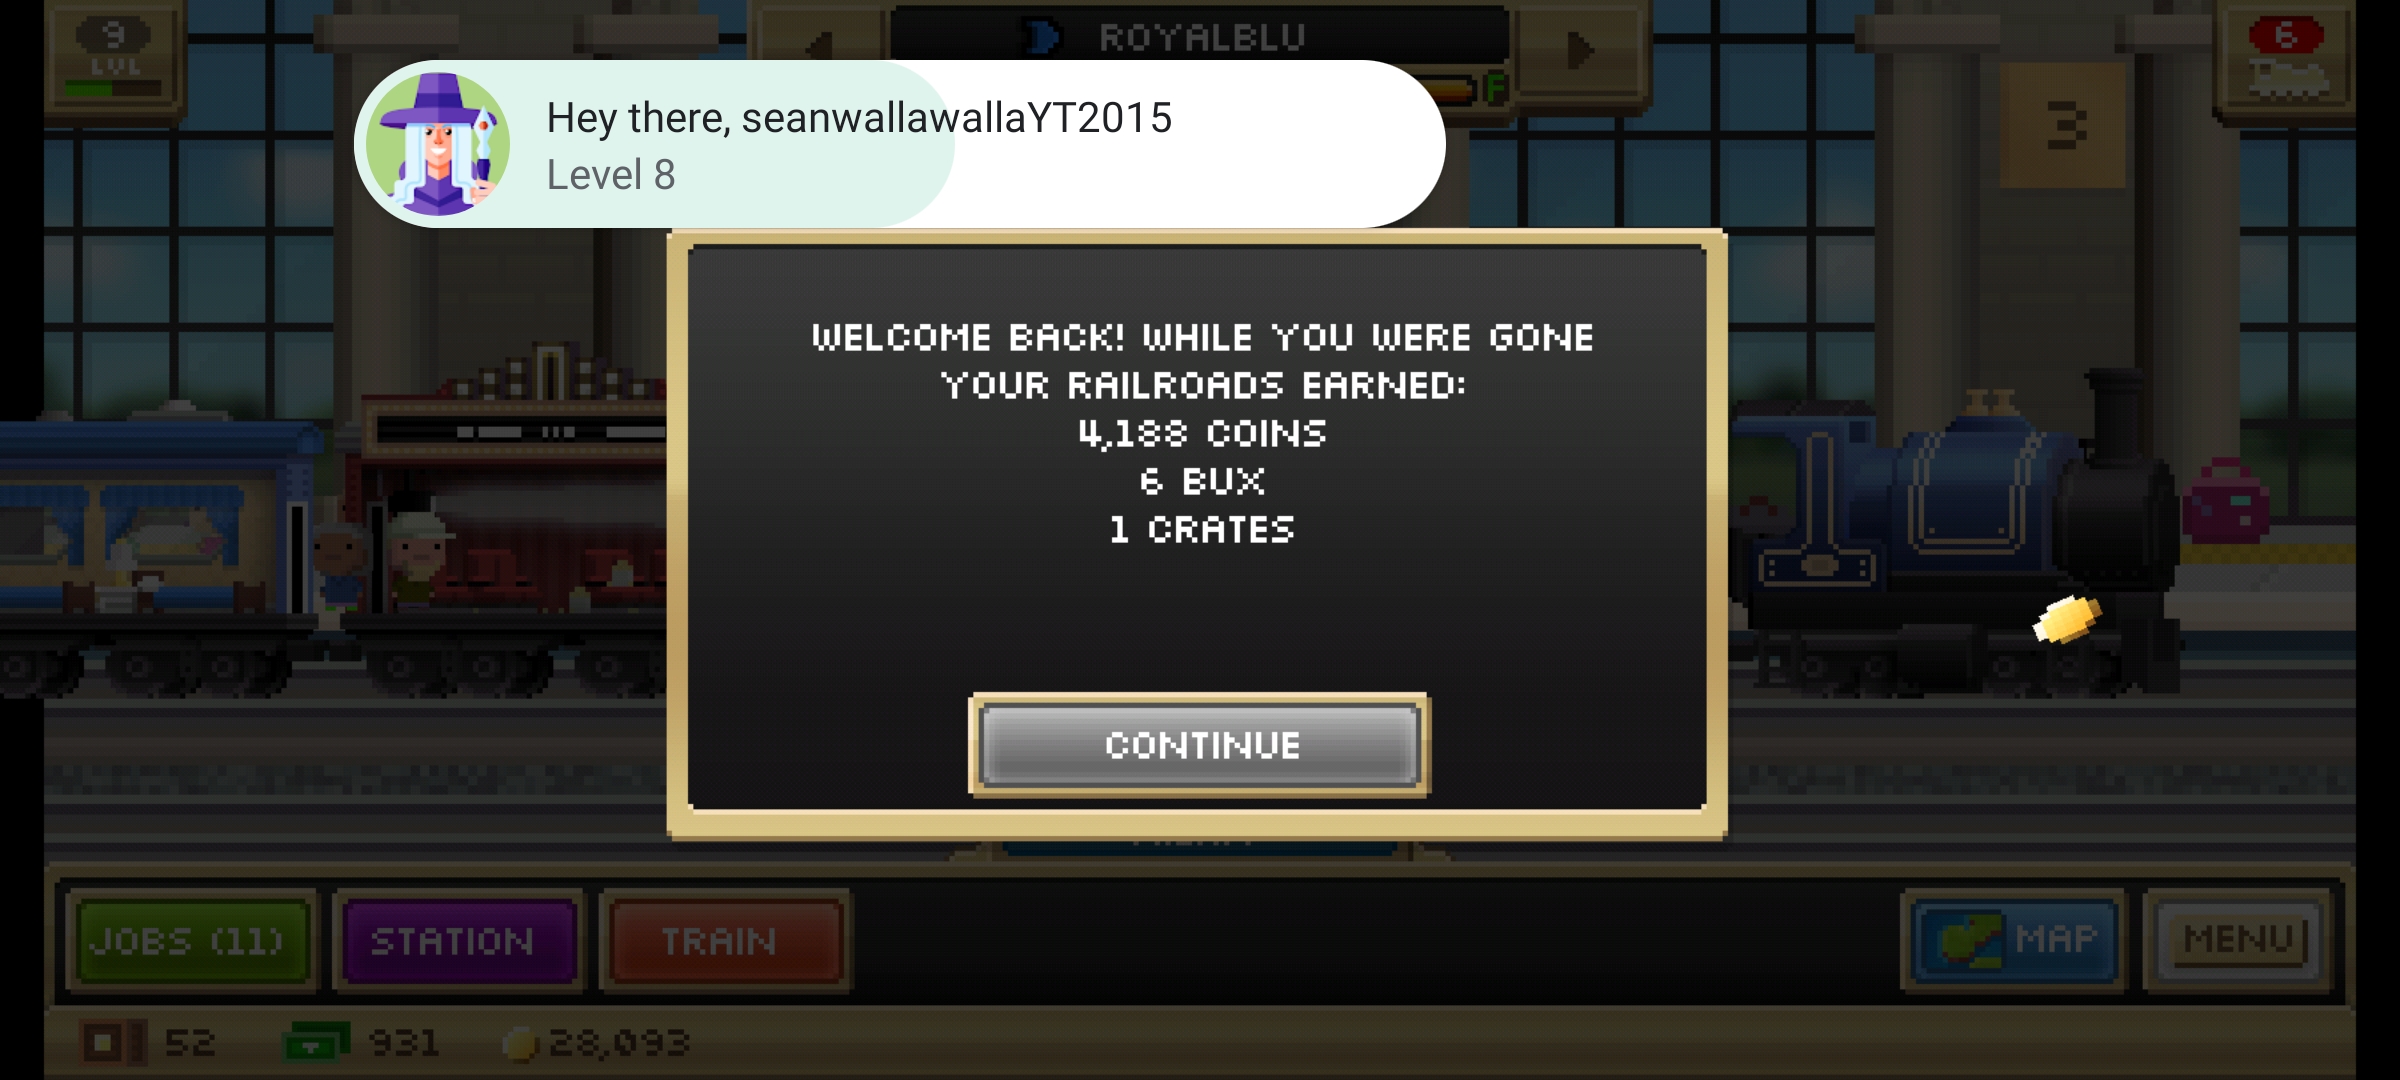 9
LVL
ROYALBLU
6
F
3
Hey there, seanwallawallaYT2015
Level 8
WELCOME BACK! WHILE YOU WERE GONE
YOUR RAILROADS EARNED:
4,188 COINS
6 BUX
1 CRATES
CONTINUE
JOBS (11)
STATION
TRAIN
MAP
MENU
52
931
28,093